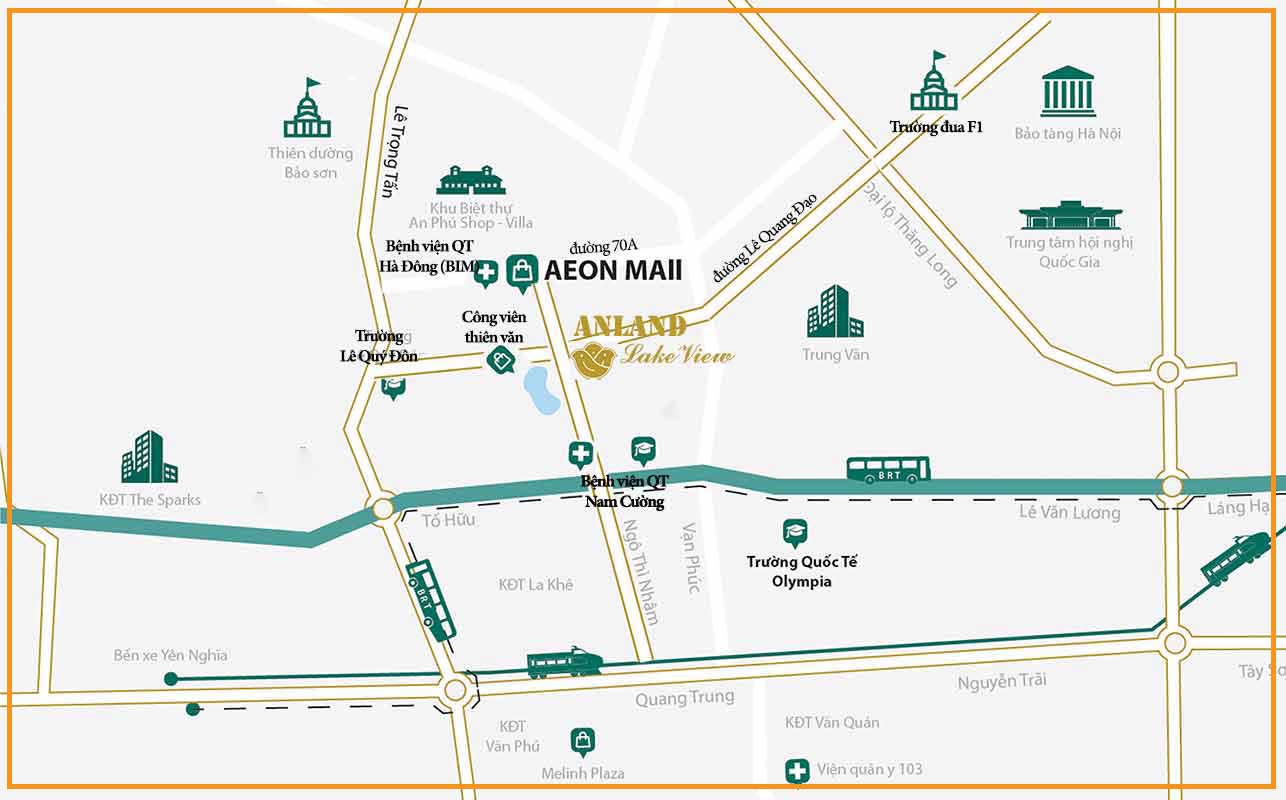 Trường đua F1
Bảo tàng Hà Nội
Lê Trọng Tấn
Thiên dường
Bảo sơn
Khu Biệt thự
An Phú Shop - Villa
Đại lộ Thăng Long
Trung tâm hội nghị
Quốc Gia
Bệnh viện QT
Hà Đông (BIM)
đường 70A
AEON MAll
đường Lê Quang Đạo
Công viên
thiên văn
ANLAND
Lake View
Trường
Lê Quý Đôn
Trung Văn
KĐT The Sparks
Bệnh viện QT
Nam Cường
BRT
Tố Hữu
Lê Văn Lương
Láng Hạ
Ngô Thì Nhậm
Vạn Phúc
Trường Quốc Tế
Olympia
KĐT La Khê
BRT
Bến xe Yên Nghĩa
Quang Trung
Nguyễn Trãi
Tây So
KĐT
Văn Phú
KĐT Văn Quán
Melinh Plaza
Viện quân y 103